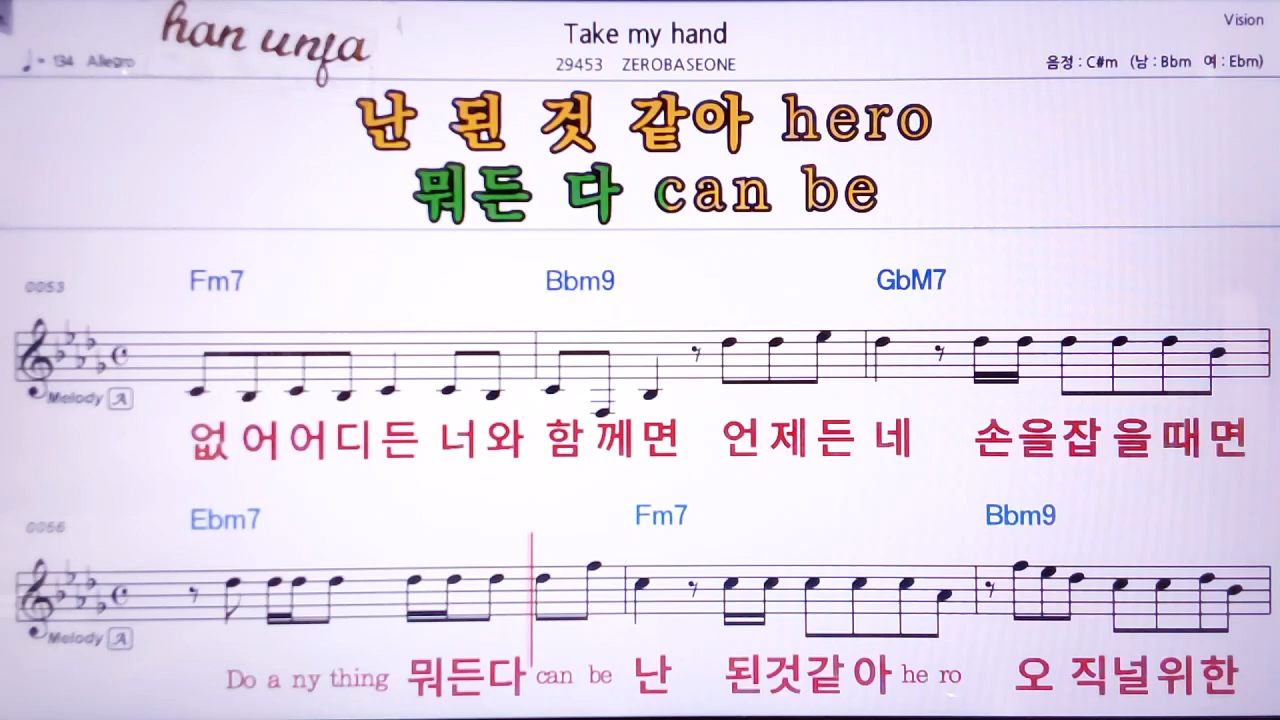 han unja
Take my hand
Vision
♩= 134 Allegro
29453 ZEROBASEONE
음정 : C#m (남 : Bbm 여 : Ebm)
난 된 것 같아 hero
뭐든 다 can be
0053
Fm7 Bbm9 GbM7
Melody A
없 어어디든 너와 함께면 언제든 네 손을잡을때면
0056
Ebm7 Fm7 Bbm9
Melody A
Do a ny thing 뭐든다 can be 난 된것같아 he ro 오 직널위한